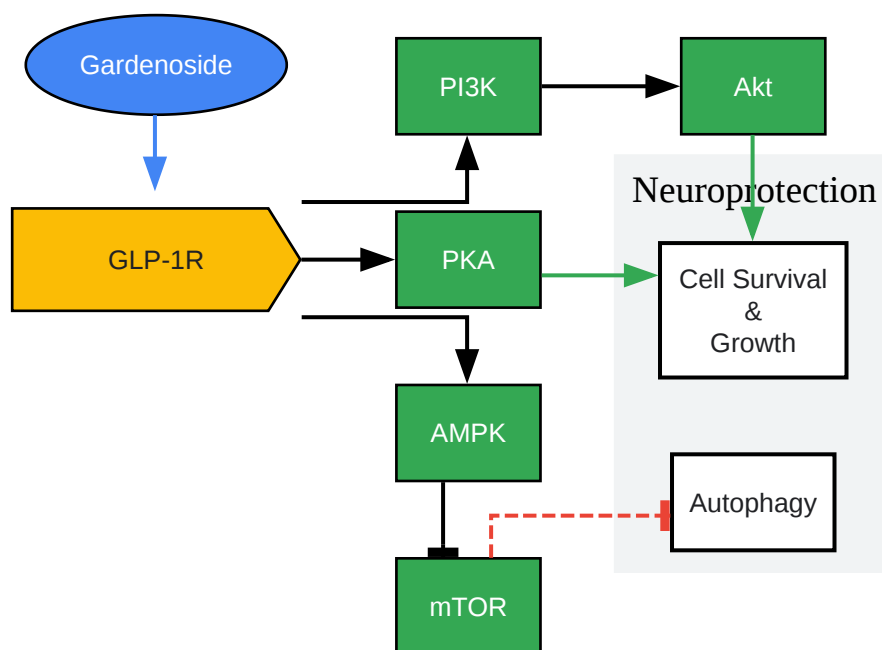 Gardenoside
PI3K
Akt
Neuroprotection
GLP-1R
PKA
Cell Survival
&
Growth
AMPK
Autophagy
mTOR